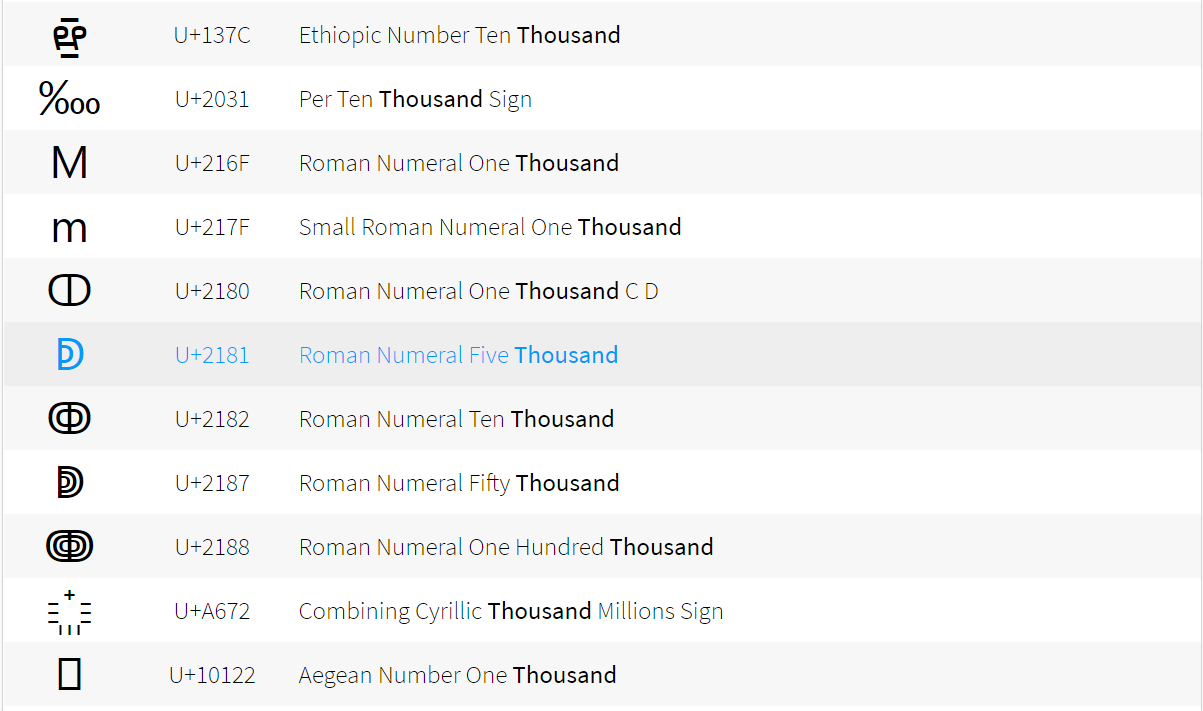 ፼ U+137C Ethiopic Number Ten Thousand
‱ U+2031 Per Ten Thousand Sign
Ⅿ U+216F Roman Numeral One Thousand
ⅿ U+217F Small Roman Numeral One Thousand
ↀ U+2180 Roman Numeral One Thousand C D
ↁ U+2181 Roman Numeral Five Thousand
ↂ U+2182 Roman Numeral Ten Thousand
ↇ U+2187 Roman Numeral Fifty Thousand
ↈ U+2188 Roman Numeral One Hundred Thousand
꙲ U+A672 Combining Cyrillic Thousand Millions Sign
U+10122 Aegean Number One Thousand